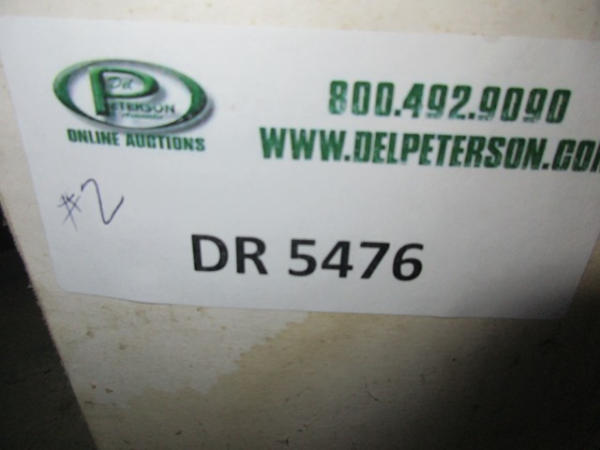 Del
PETERSON
ONLINE AUCTIONS
800.492.9090
WWW.DELPETERSON.COM
#2
DR 5476